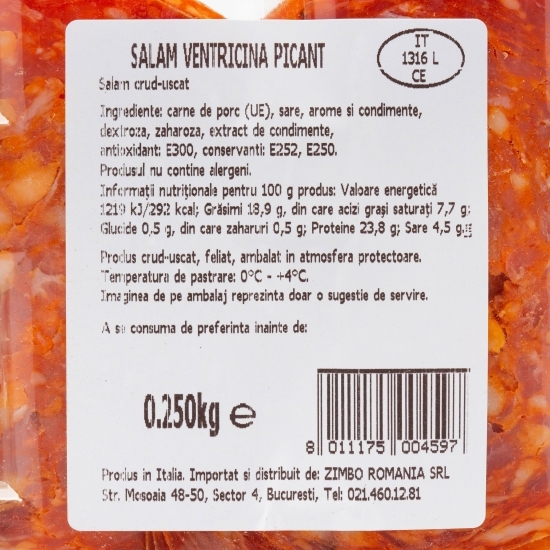 SALAM VENTRICINA PICANT
IT
1316 L
CE
Salam crud-uscat
Ingrediente: carne de porc (UE), sare, arome si condimente,
dextroza, zaharoza, extract de condimente,
antioxidant: E300, conservanti: E252, E250.
Produsul nu contine alergeni.
Informații nutriționale pentru 100 g produs: Valoare energetică
1219 kJ/292 kcal; Grăsimi 18,9 g, din care acizi grași saturați 7,7 g;
Glucide 0,5 g, din care zaharuri 0,5 g; Proteine 23,8 g; Sare 4,5 g.
Produs crud-uscat, feliat, ambalat in atmosfera protectoare.
Temperatura de pastrare: 0°C - +4°C.
Imaginea de pe ambalaj reprezinta doar o sugestie de servire.
A se consuma de preferinta inainte de:
0.250kg e
8 011175 004597
Produs in Italia. Importat si distribuit de: ZIMBO ROMANIA SRL
Str. Mosoaia 48-50, Sector 4, Bucuresti, Tel: 021.460.12.81